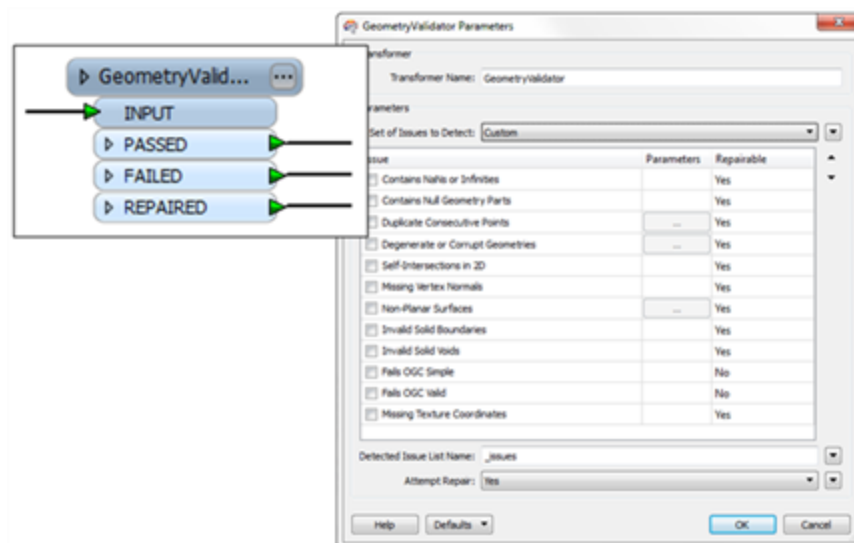 GeometryValidator Parameters
GeometryValid... ...
INPUT
PASSED
FAILED
REPAIRED
ansformer
Transformer Name: GeometryValidator
arameters
Set of Issues to Detect: Custom
ssue Parameters Repairable
Contains NaNs or Infinities Yes
Contains Null Geometry Parts Yes
Duplicate Consecutive Points ... Yes
Degenerate or Corrupt Geometries ... Yes
Self-Intersections in 2D Yes
Missing Vertex Normals Yes
Non-Planar Surfaces ... Yes
Invalid Solid Boundaries Yes
Invalid Solid Voids Yes
Fails OGC Simple No
Fails OGC Valid No
Missing Texture Coordinates Yes
Detected Issue List Name: _issues
Attempt Repair: Yes
Help Defaults OK Cancel